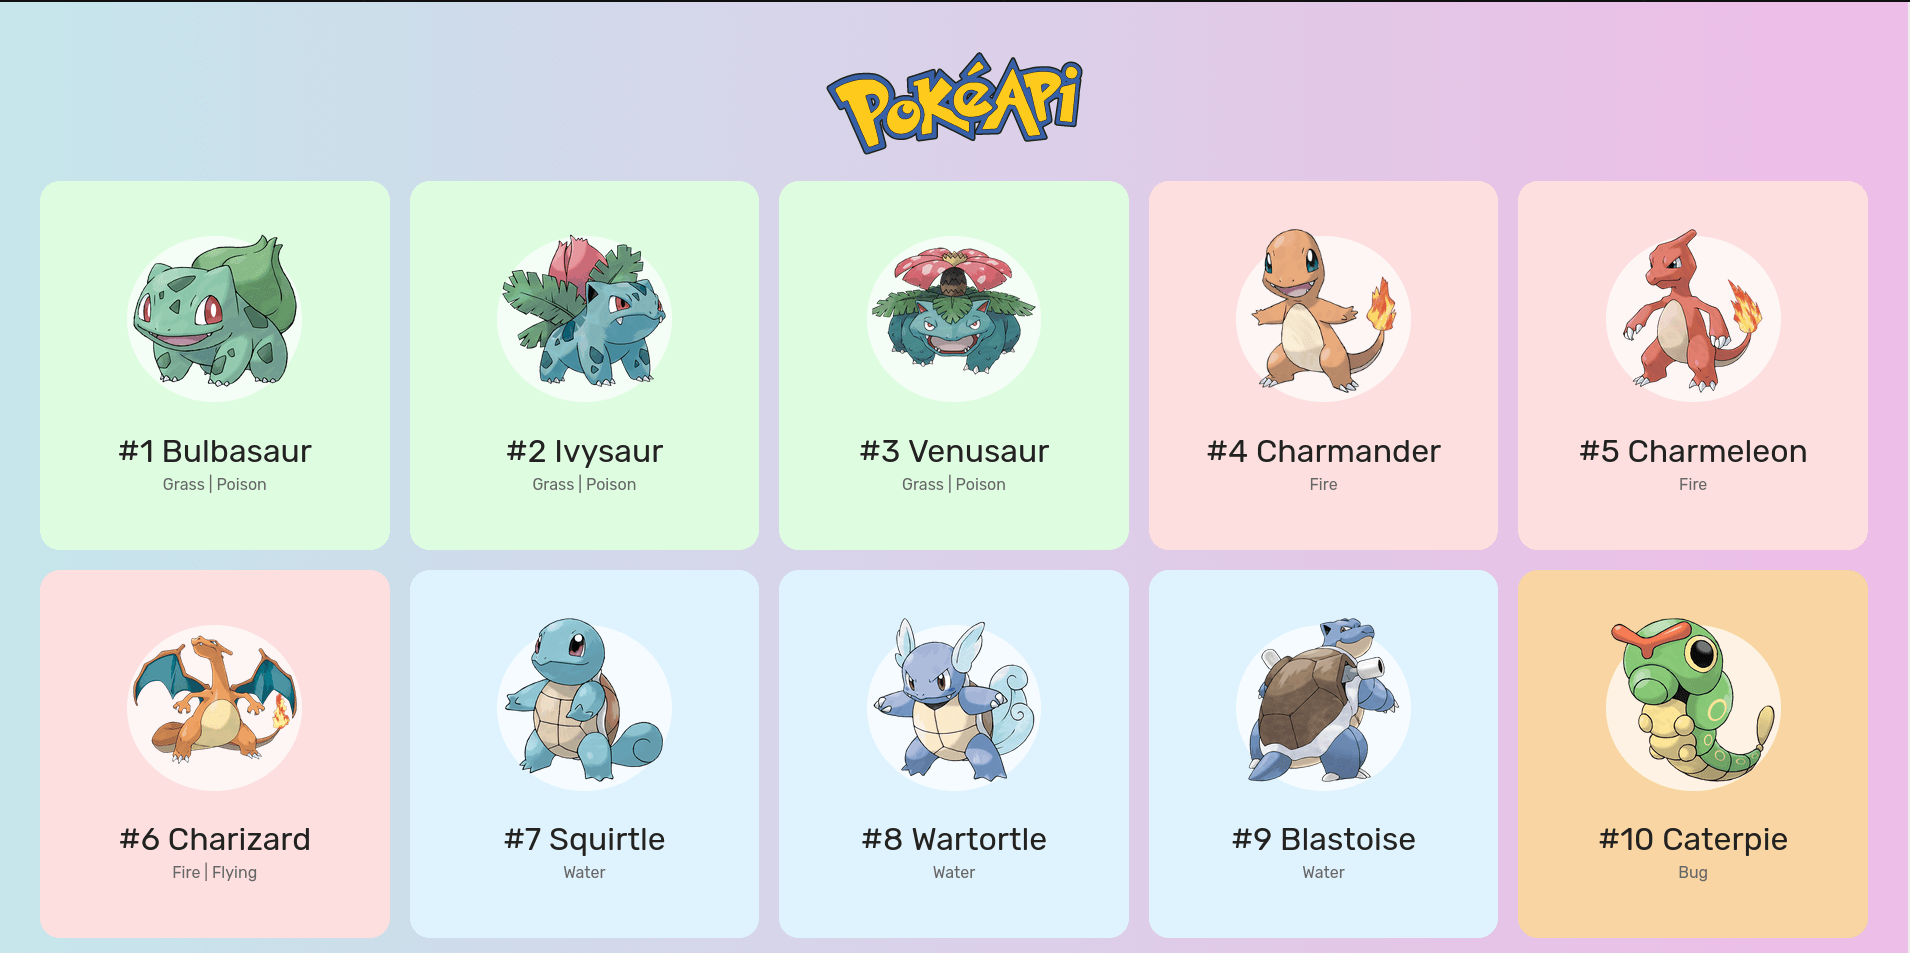 PokéApi
#1 Bulbasaur
Grass | Poison
#2 Ivysaur
Grass | Poison
#3 Venusaur
Grass | Poison
#4 Charmander
Fire
#5 Charmeleon
Fire
#6 Charizard
Fire | Flying
#7 Squirtle
Water
#8 Wartortle
Water
#9 Blastoise
Water
#10 Caterpie
Bug